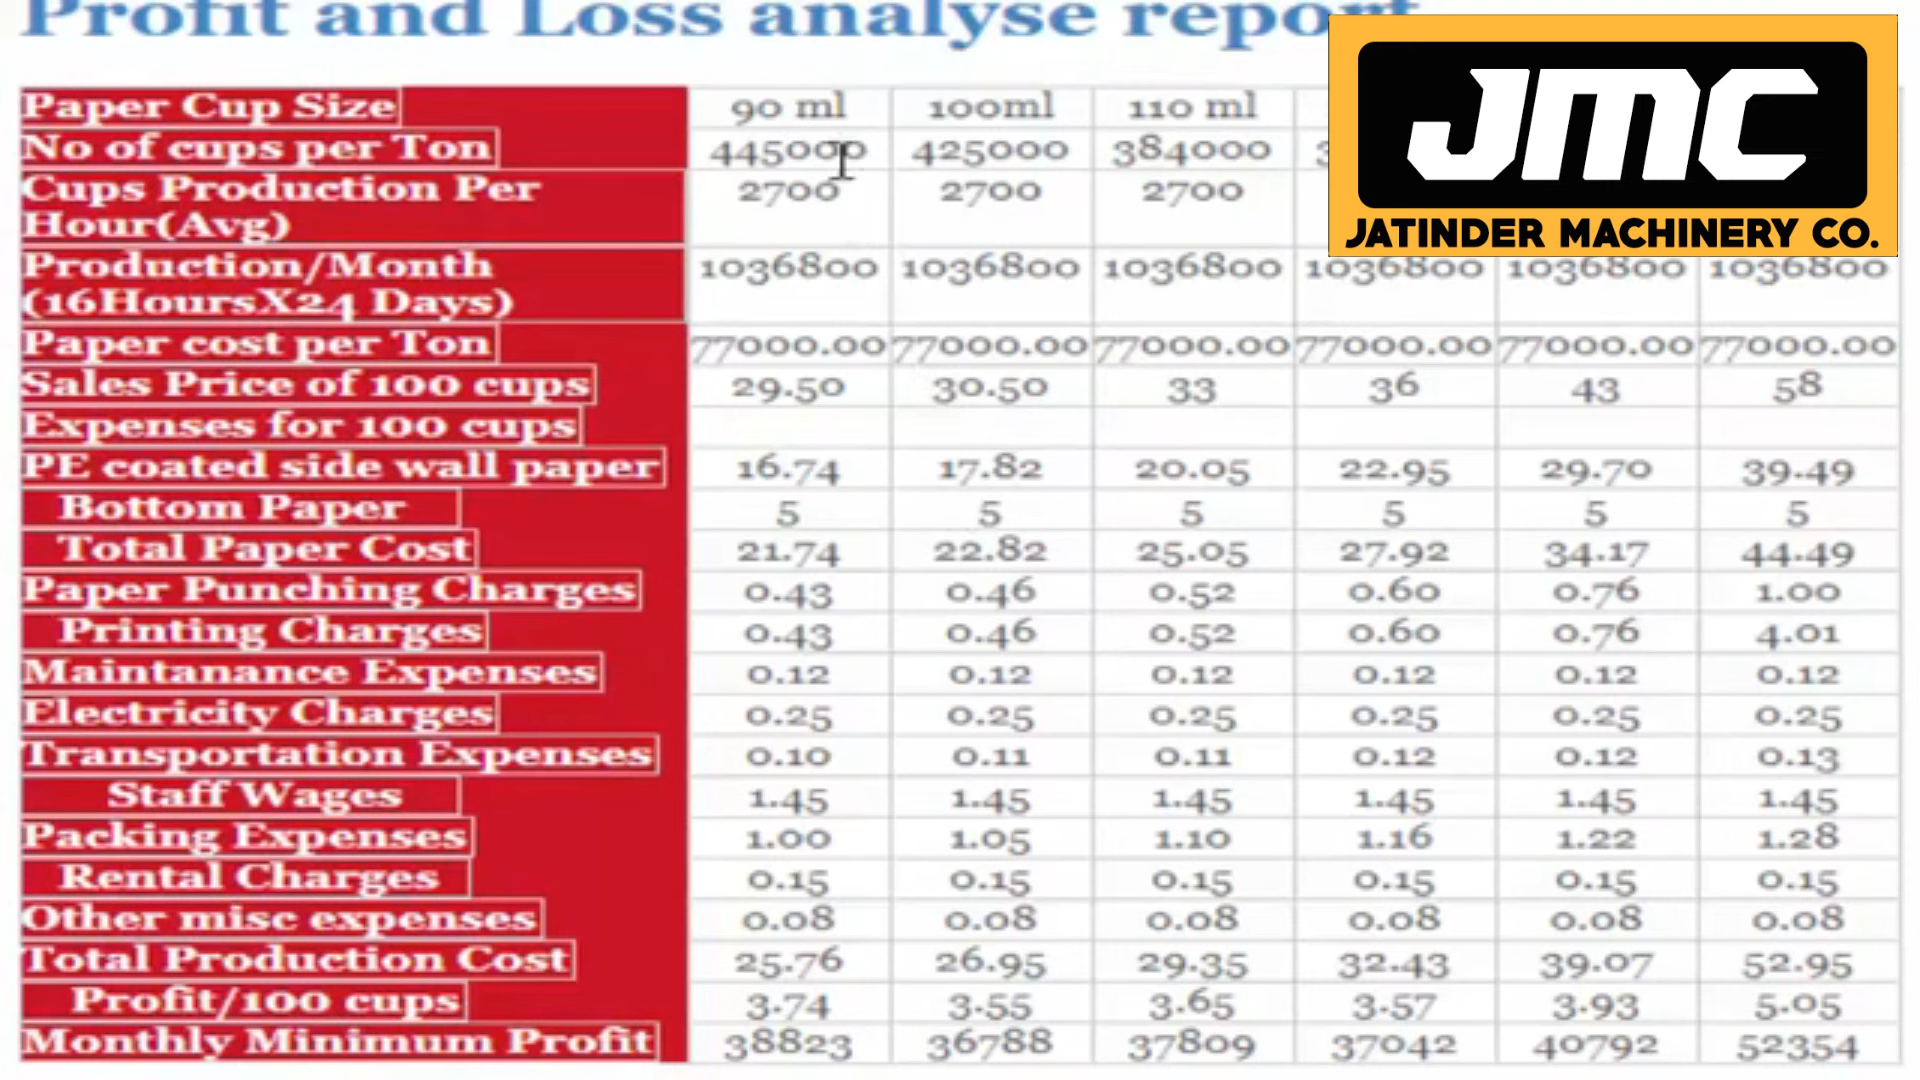 Profit and Loss analyse report
JMC
JATINDER MACHINERY CO.
Paper Cup Size 90 ml 100ml 110 ml
No of cups per Ton 445000 425000 384000
Cups Production Per Hour(Avg) 2700 2700 2700
Production/Month (16HoursX24 Days) 1036800 1036800 1036800 1036800 1036800 1036800
Paper cost per Ton 77000.00 77000.00 77000.00 77000.00 77000.00 77000.00
Sales Price of 100 cups 29.50 30.50 33 36 43 58
Expenses for 100 cups
PE coated side wall paper 16.74 17.82 20.05 22.95 29.70 39.49
Bottom Paper 5 5 5 5 5 5
Total Paper Cost 21.74 22.82 25.05 27.92 34.17 44.49
Paper Punching Charges 0.43 0.46 0.52 0.60 0.76 1.00
Printing Charges 0.43 0.46 0.52 0.60 0.76 4.01
Maintanance Expenses 0.12 0.12 0.12 0.12 0.12 0.12
Electricity Charges 0.25 0.25 0.25 0.25 0.25 0.25
Transportation Expenses 0.10 0.11 0.11 0.12 0.12 0.13
Staff Wages 1.45 1.45 1.45 1.45 1.45 1.45
Packing Expenses 1.00 1.05 1.10 1.16 1.22 1.28
Rental Charges 0.15 0.15 0.15 0.15 0.15 0.15
Other misc expenses 0.08 0.08 0.08 0.08 0.08 0.08
Total Production Cost 25.76 26.95 29.35 32.43 39.07 52.95
Profit/100 cups 3.74 3.55 3.65 3.57 3.93 5.05
Monthly Minimum Profit 38823 36788 37809 37042 40792 52354